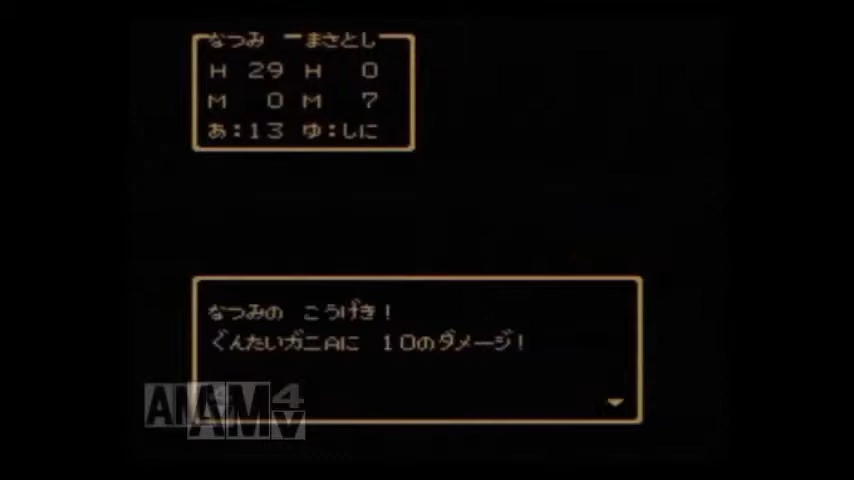 なつみ まさとし
H 29 H 0
M 0 M 7
あ:13 ゆ:しに
なつみの こうげき!
ぐんたいガニAに 10のダメージ!